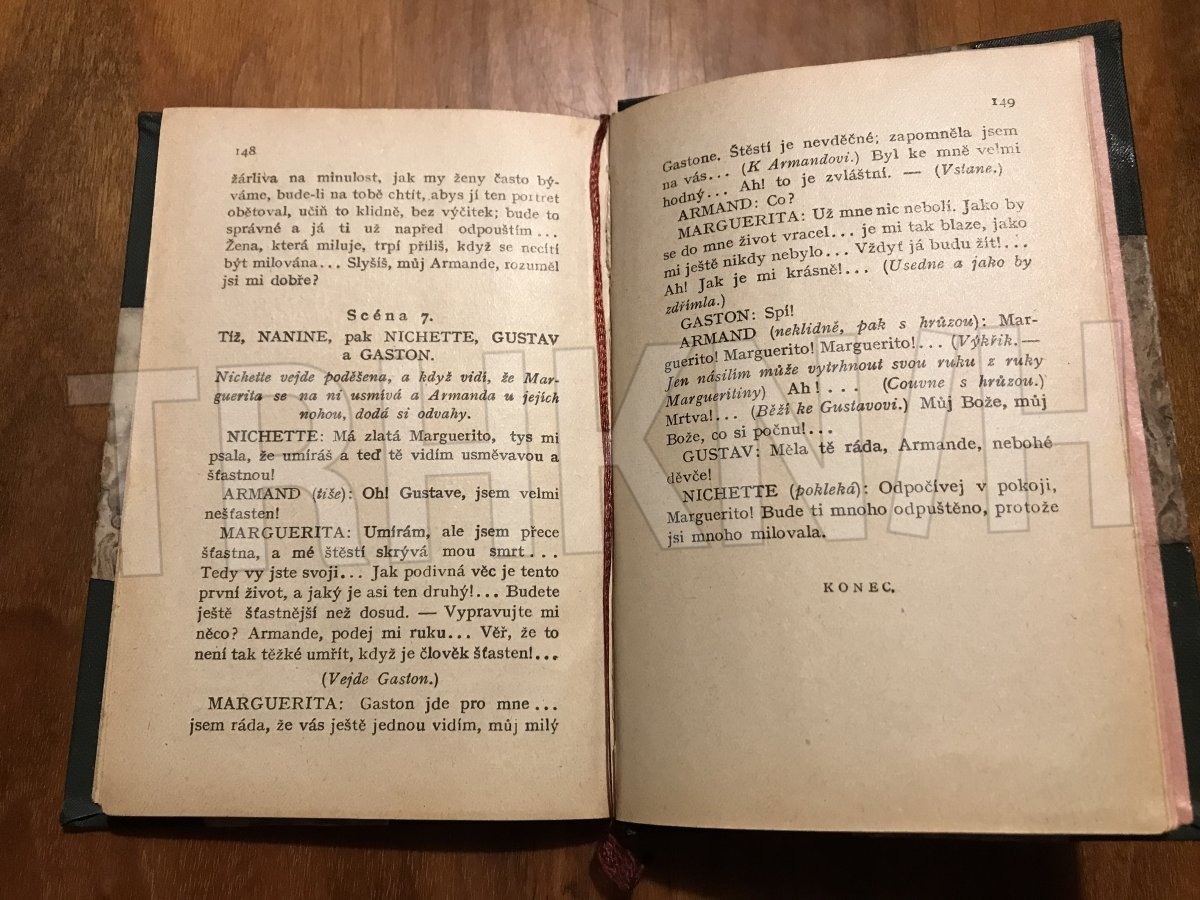 148
žárliva na minulost, jak my ženy často bý-
váme, bude-li na tobě chtít, abys jí ten portret
obětoval, učiň to klidně, bez výčitek; bude to
správné a já ti už napřed odpouštím...
Žena, která miluje, trpí příliš, když se necítí
být milována... Slyšíš, můj Armande, rozuměl
jsi mi dobře?
Scéna 7.
Tíž, NANINE, pak NICHETTE, GUSTAV
a GASTON.
Nichette vejde poděšena, a když vidí, že Mar-
guerita se na ni usmívá a Armanda u jejích
nohou, dodá si odvahy.
NICHETTE: Má zlatá Marguerito, tys mi
psala, že umíráš a teď tě vidím usměvavou a
šťastnou!
ARMAND (tiše): Oh! Gustave, jsem velmi
nešťasten!
MARGUERITA: Umírám, ale jsem přece
šťastna, a mé štěstí skrývá mou smrt...
Tedy vy jste svoji... Jak podivná věc je tento
první život, a jaký je asi ten druhý!... Budete
ještě šťastnější než dosud. — Vypravujte mi
něco? Armande, podej mi ruku... Věř, že to
není tak těžké umřít, když je člověk šťasten!...
(Vejde Gaston.)
MARGUERITA: Gaston jde pro mne...
jsem ráda, že vás ještě jednou vidím, můj milý
149
Gastone. Štěstí je nevděčné; zapomněla jsem
na vás... (K Armandovi.) Byl ke mně velmi
hodný... Ah! to je zvláštní. — (Vstane.)
ARMAND: Co?
MARGUERITA: Už mne nic nebolí. Jako by
se do mne život vracel... je mi tak blaze, jako
mi ještě nikdy nebylo... Vždyť já budu žít!...
Ah! Jak je mi krásně!... (Usedne a jako by
zdřímla.)
GASTON: Spí!
ARMAND (neklidně, pak s hrůzou): Mar-
guerito! Marguerito! Marguerito!... (Výkřik. —
Jen násilím může vytrhnout svou ruku z ruky
Margueritiny) Ah!... (Couvne s hrůzou.)
Mrtva!... (Běží ke Gustavovi.) Můj Bože, můj
Bože, co si počnu!...
GUSTAV: Měla tě ráda, Armande, nebohé
děvče!
NICHETTE (pokleká): Odpočívej v pokoji,
Marguerito! Bude ti mnoho odpuštěno, protože
jsi mnoho milovala.
KONEC.
TRHKNIH